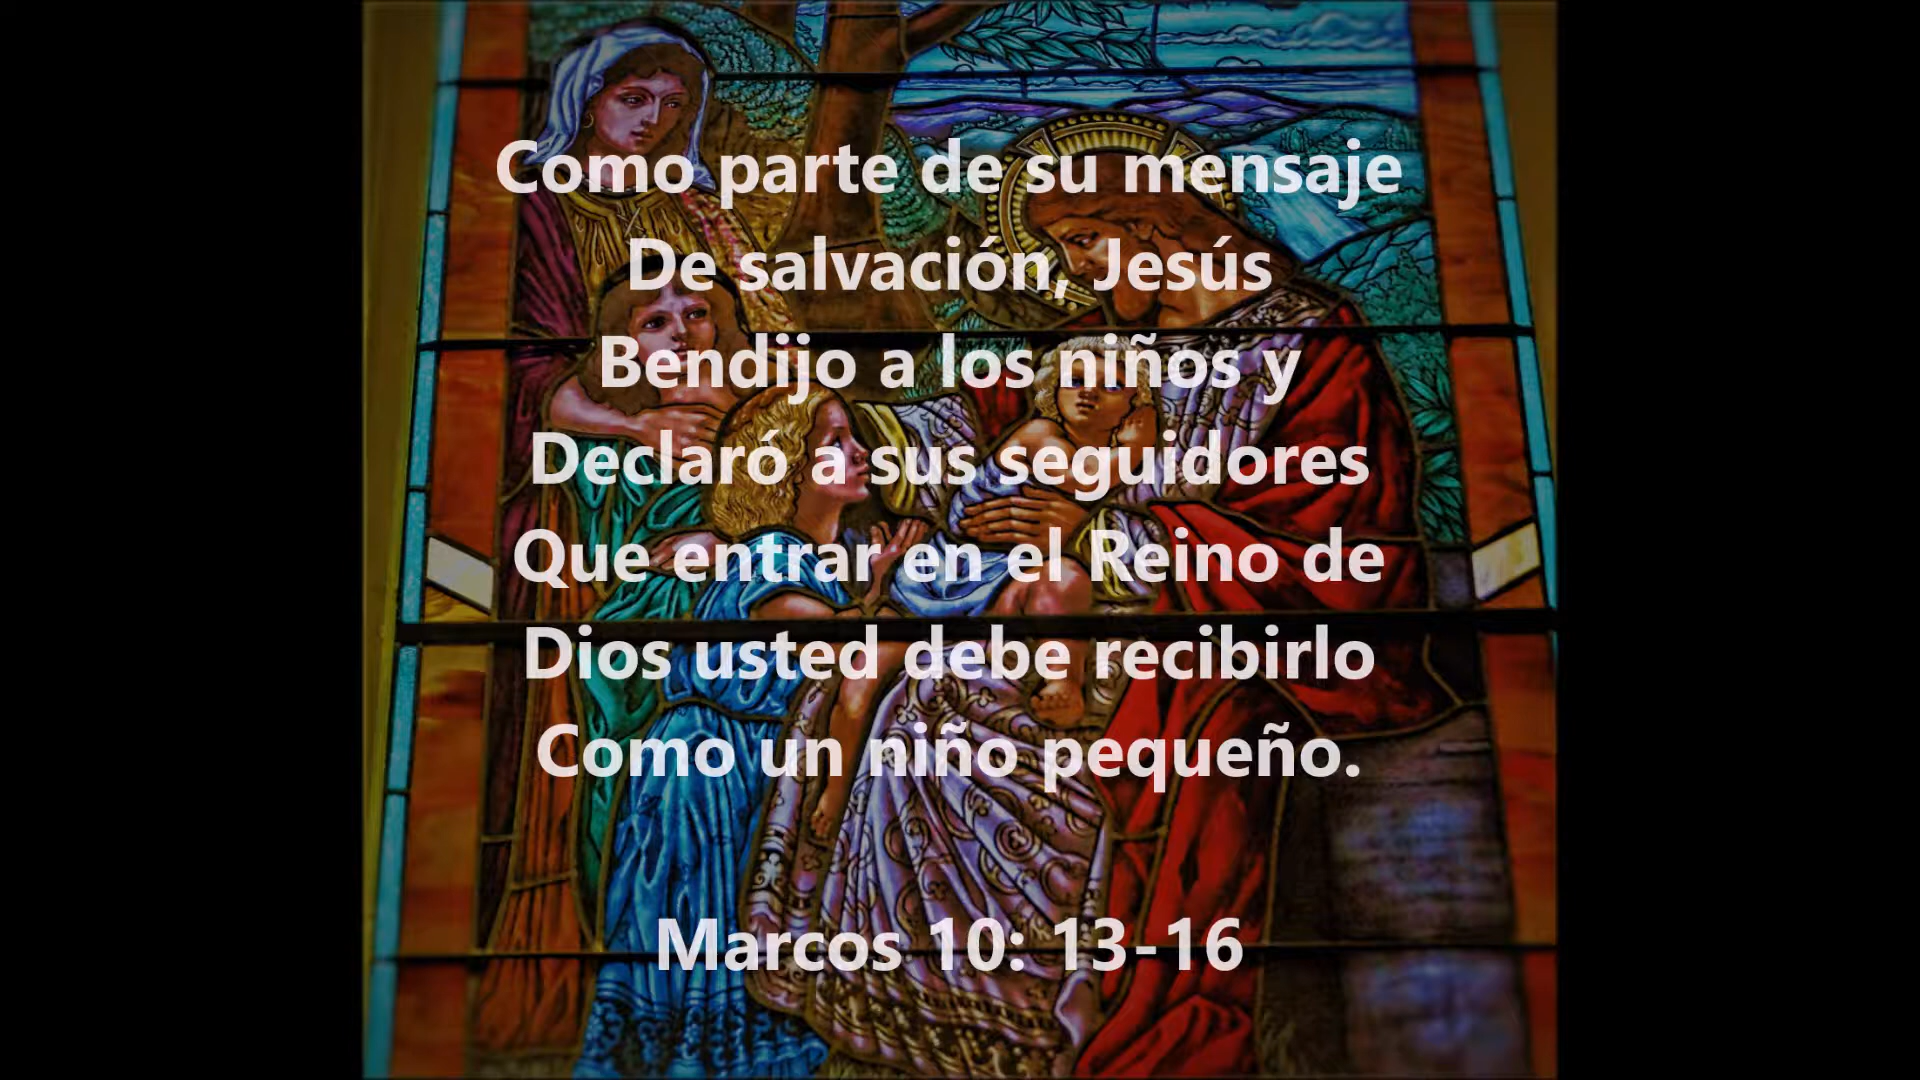 Como parte de su mensaje
De salvación, Jesús
Bendijo a los niños y
Declaró a sus seguidores
Que entrar en el Reino de
Dios usted debe recibirlo
Como un niño pequeño.
Marcos 10: 13-16